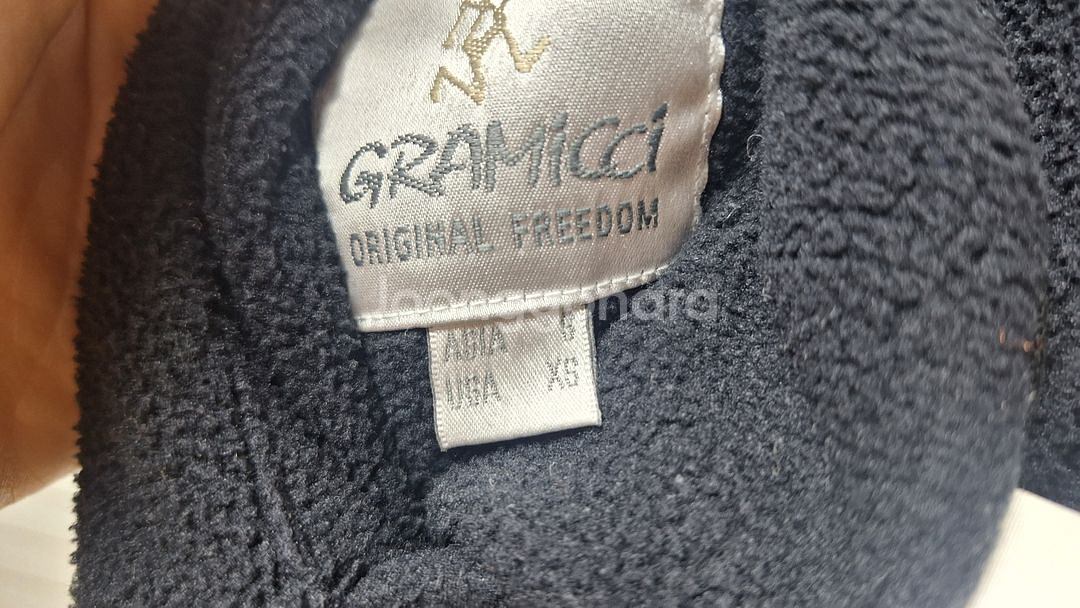 GRAMicci
ORIGINAL FREEDOM
ASIA S
USA XS